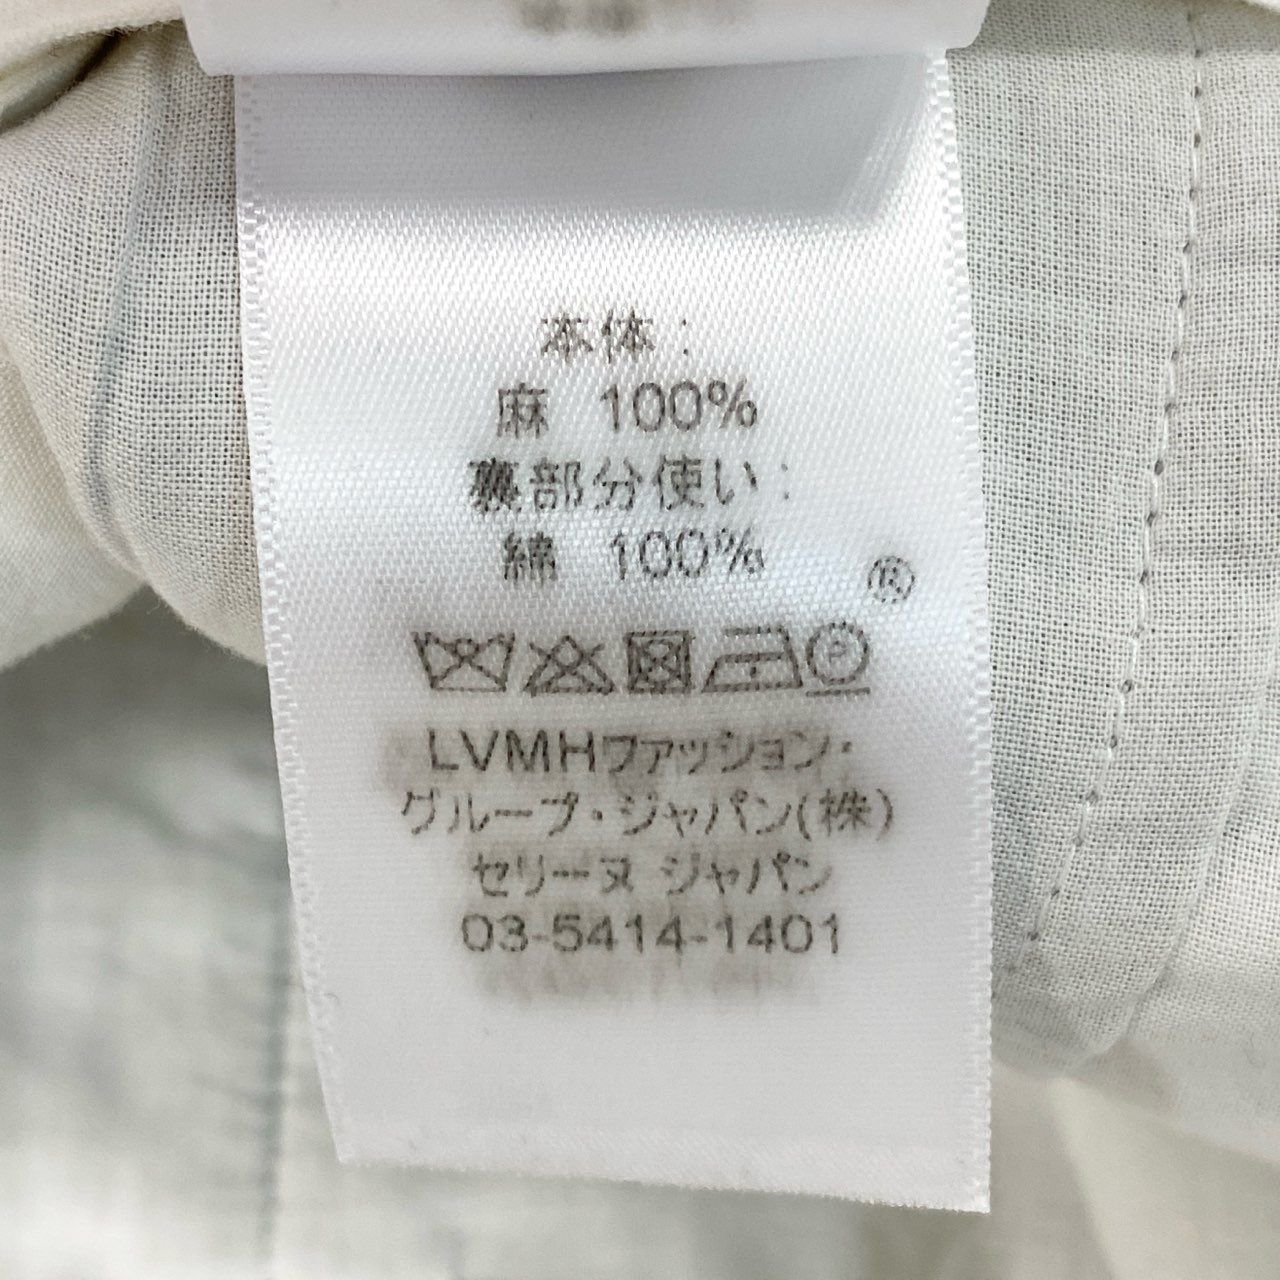 本体:
麻 100%
裏部分使い:
綿 100%
®
P
LVMHファッション・
グループ・ジャパン(株)
セリーヌ ジャパン
03-5414-1401